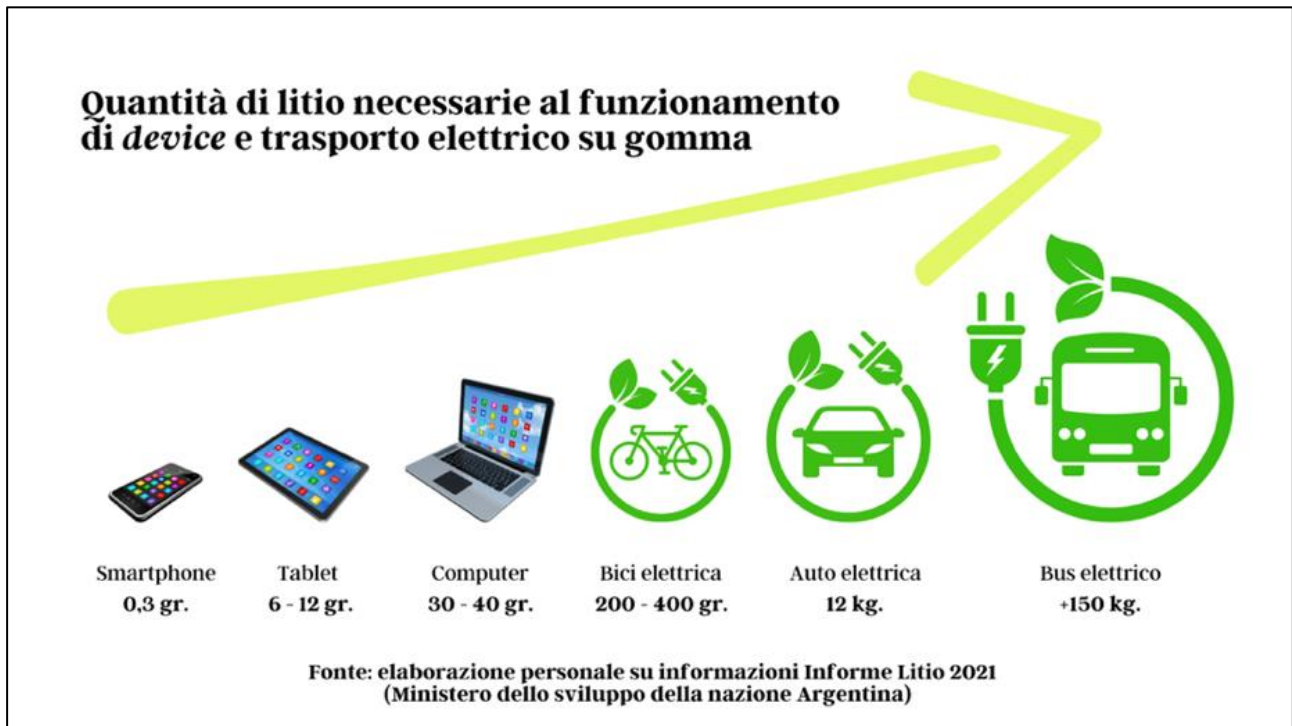 Quantità di litio necessarie al funzionamento
di device e trasporto elettrico su gomma
Smartphone
0,3 gr.
Tablet
6 - 12 gr.
Computer
30 - 40 gr.
Bici elettrica
200 - 400 gr.
Auto elettrica
12 kg.
Bus elettrico
+150 kg.
Fonte: elaborazione personale su informazioni Informe Litio 2021
(Ministero dello sviluppo della nazione Argentina)